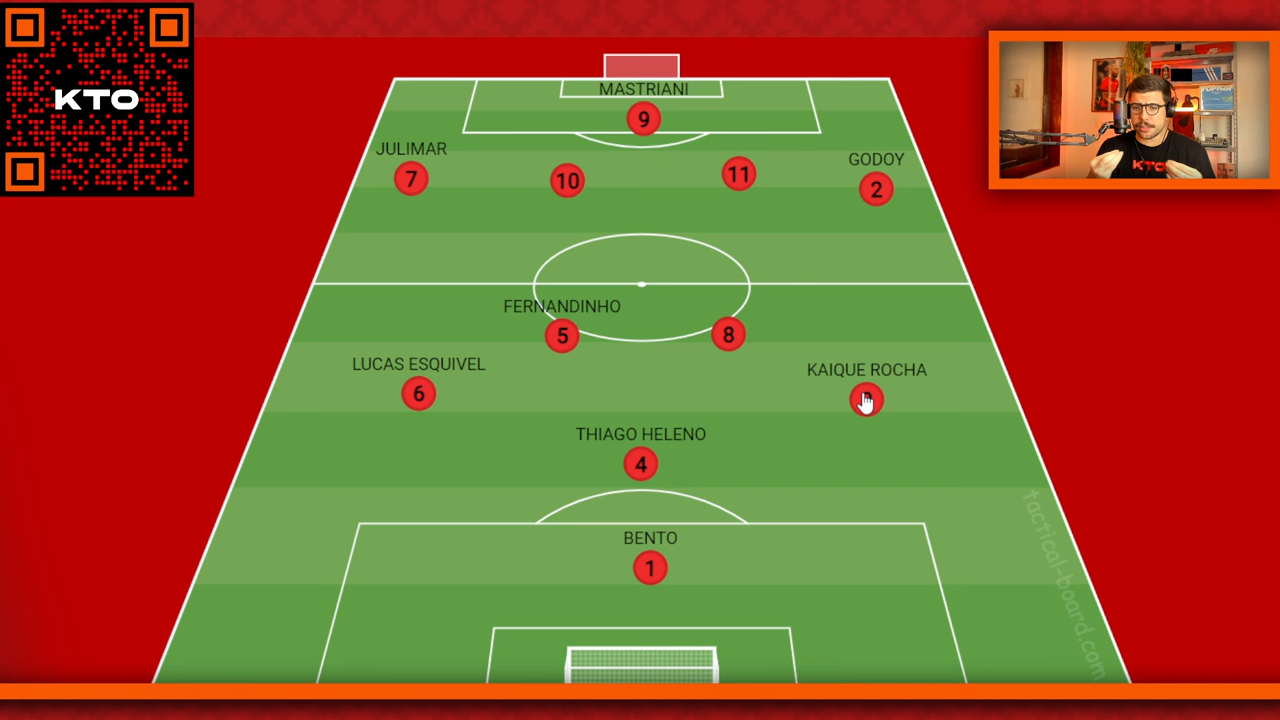 KTO
MASTRIANI
9
JULIMAR
7
10
11
GODOY
2
KTO
FERNANDINHO
5
8
LUCAS ESQUIVEL
6
KAIQUE ROCHA
THIAGO HELENO
4
BENTO
1
tactical-board.com